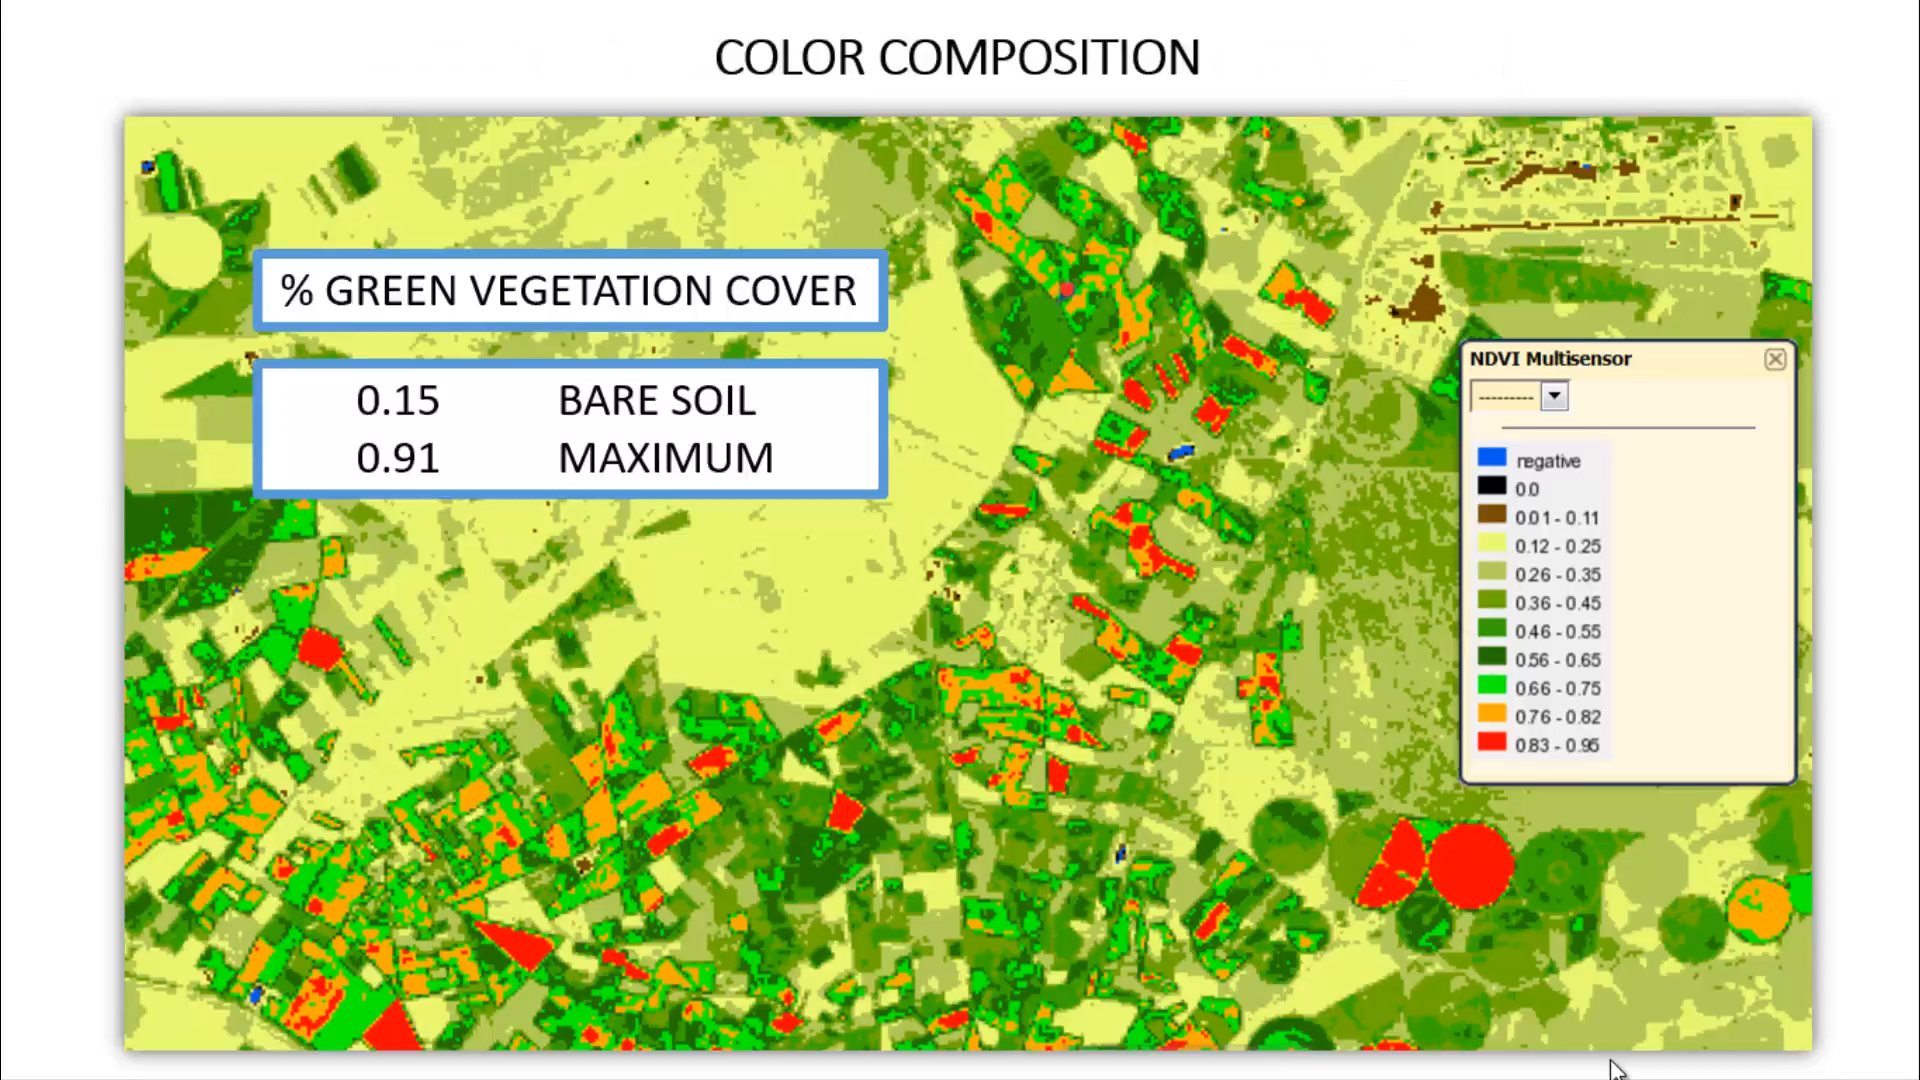 COLOR COMPOSITION
% GREEN VEGETATION COVER
0.15 BARE SOIL
0.91 MAXIMUM
NDVI Multisensor
---------
regative
0.0
0.01 - 0.11
0.12 - 0.25
0.26 - 0.35
0.36 - 0.45
0.46 - 0.55
0.56 - 0.65
0.66 - 0.75
0.76 - 0.82
0.83 - 0.95